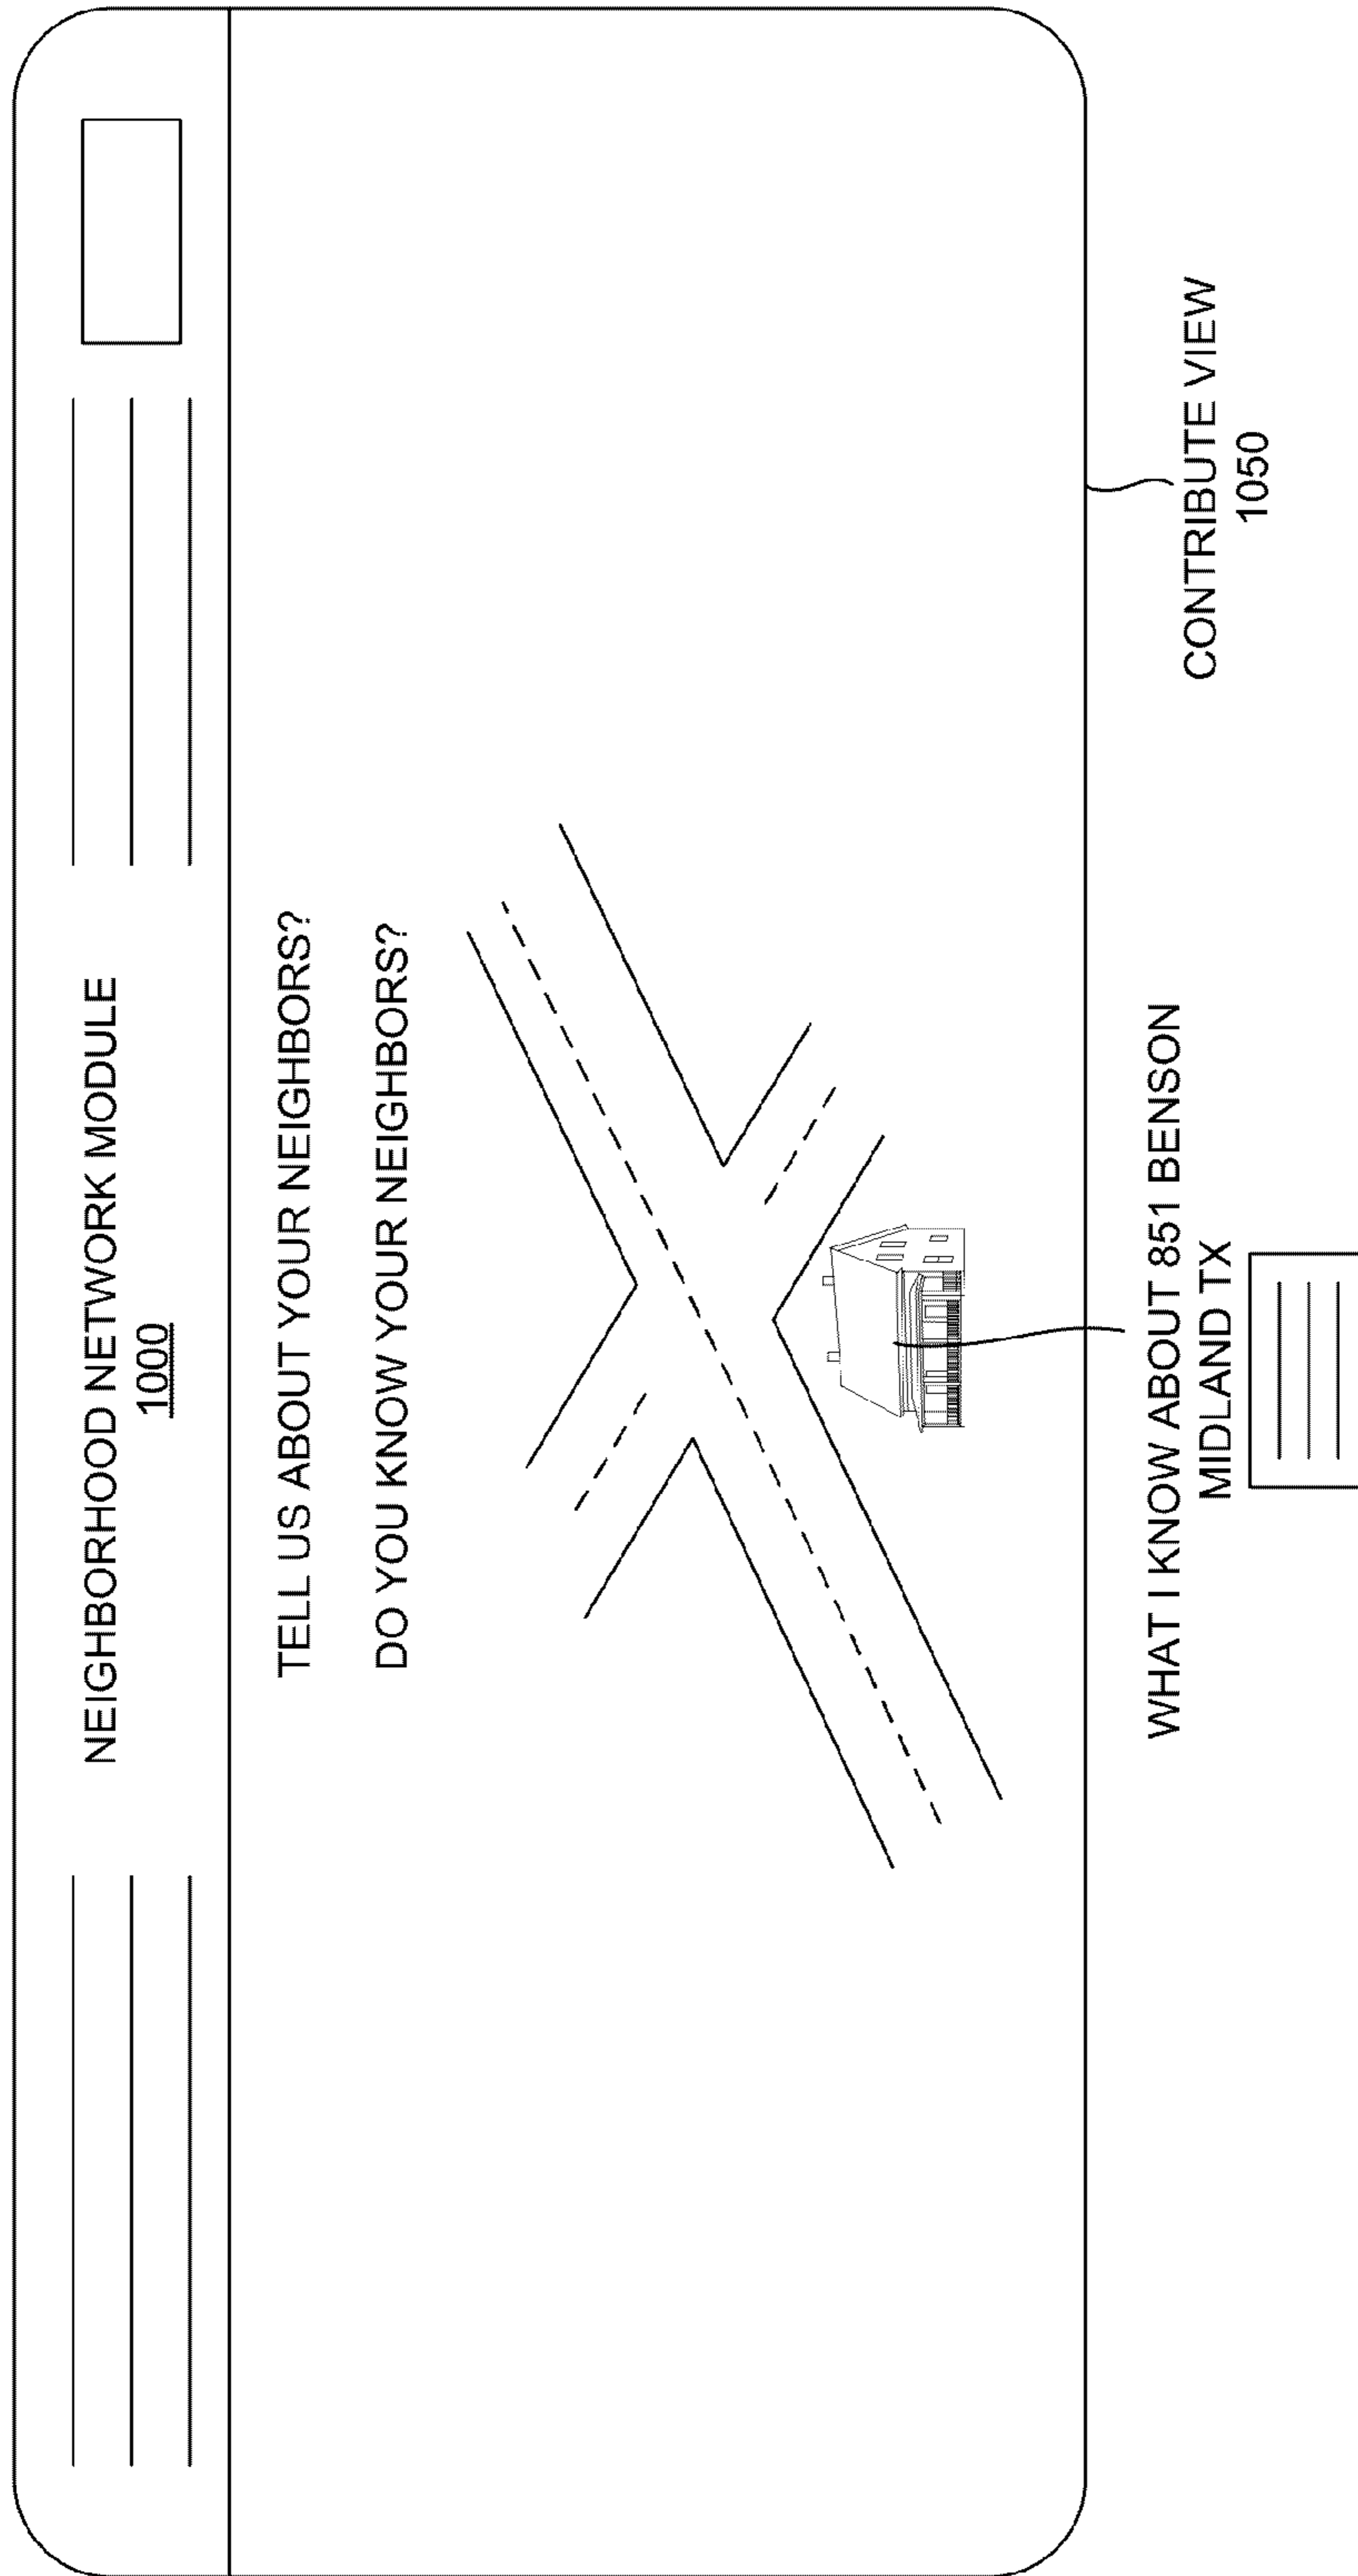 NEIGHBORHOOD NETWORK MODULE
1000
TELL US ABOUT YOUR NEIGHBORS?
DO YOU KNOW YOUR NEIGHBORS?
WHAT I KNOW ABOUT 851 BENSON
MIDLAND TX
CONTRIBUTE VIEW
1050